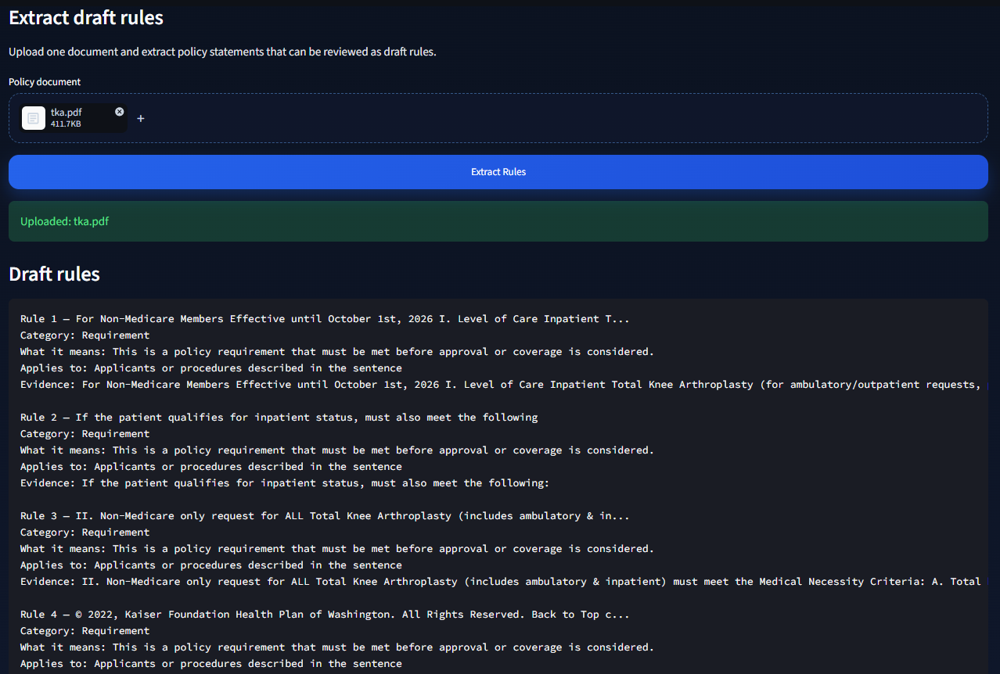 Extract draft rules
Upload one document and extract policy statements that can be reviewed as draft rules.
Policy document
tka.pdf
411.7KB
+
Extract Rules
Uploaded: tka.pdf
Draft rules
Rule 1 — For Non-Medicare Members Effective until October 1st, 2026 I. Level of Care Inpatient T...
Category: Requirement
What it means: This is a policy requirement that must be met before approval or coverage is considered.
Applies to: Applicants or procedures described in the sentence
Evidence: For Non-Medicare Members Effective until October 1st, 2026 I. Level of Care Inpatient Total Knee Arthroplasty (for ambulatory/outpatient requests,
Rule 2 — If the patient qualifies for inpatient status, must also meet the following
Category: Requirement
What it means: This is a policy requirement that must be met before approval or coverage is considered.
Applies to: Applicants or procedures described in the sentence
Evidence: If the patient qualifies for inpatient status, must also meet the following:
Rule 3 — II. Non-Medicare only request for ALL Total Knee Arthroplasty (includes ambulatory & in...
Category: Requirement
What it means: This is a policy requirement that must be met before approval or coverage is considered.
Applies to: Applicants or procedures described in the sentence
Evidence: II. Non-Medicare only request for ALL Total Knee Arthroplasty (includes ambulatory & inpatient) must meet the Medical Necessity Criteria: A. Total
Rule 4 — © 2022, Kaiser Foundation Health Plan of Washington. All Rights Reserved. Back to Top c...
Category: Requirement
What it means: This is a policy requirement that must be met before approval or coverage is considered.
Applies to: Applicants or procedures described in the sentence